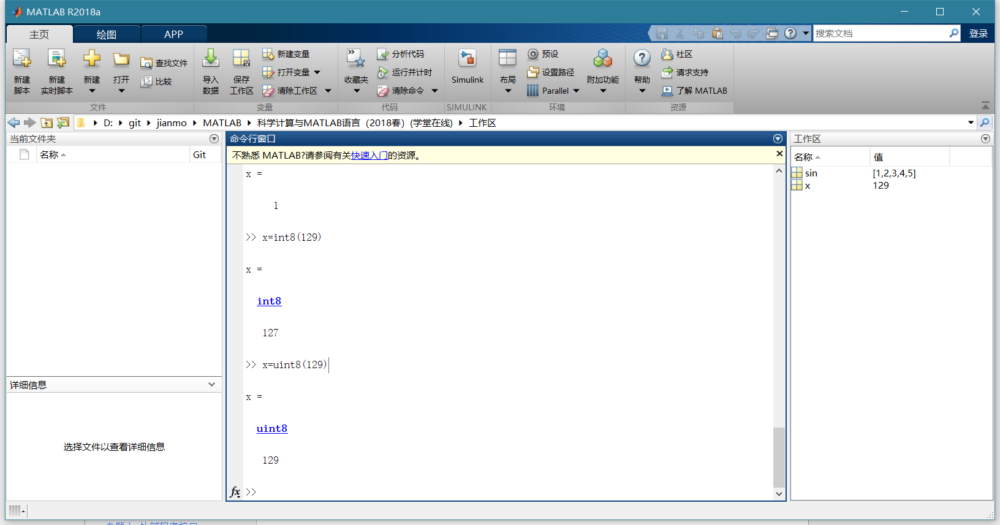 MATLAB R2018a
主页 绘图 APP
搜索文档 登录
新建脚本
新建实时脚本
新建
打开
查找文件
比较
文件
导入数据
保存工作区
新建变量
打开变量
清除工作区
变量
收藏夹
分析代码
运行并计时
清除命令
代码
Simulink
SIMULINK
布局
预设
设置路径
Parallel
附加功能
环境
帮助
社区
请求支持
了解 MATLAB
资源
D: git jianmo MATLAB 科学计算与MATLAB语言（2018春）(学堂在线) 工作区
当前文件夹
名称 Git
详细信息
选择文件以查看详细信息
命令行窗口
不熟悉 MATLAB?请参阅有关快速入门的资源。
x =
1
>> x=int8(129)
x =
int8
127
>> x=uint8(129)
x =
uint8
129
fx >>
工作区
名称 值
sin [1,2,3,4,5]
x 129